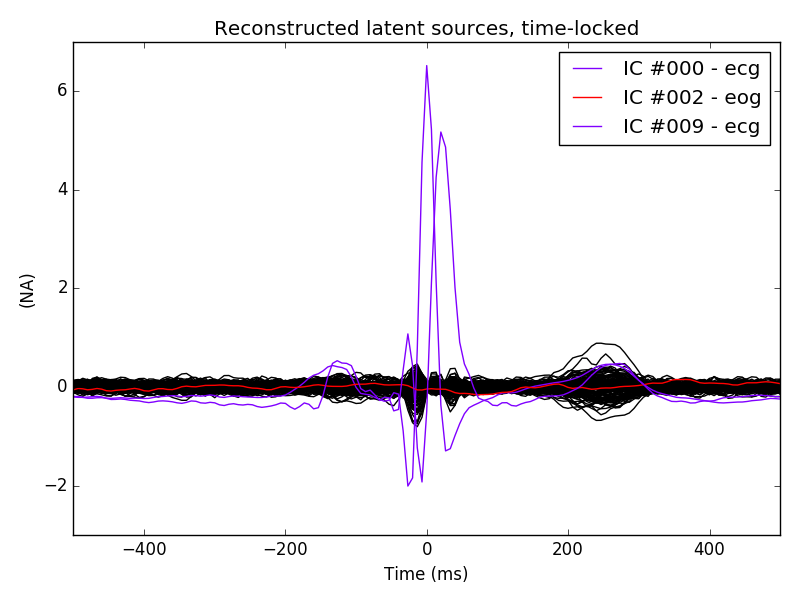 Reconstructed latent sources, time-locked
IC #000 - ecg
IC #002 - eog
IC #009 - ecg
6
4
2
0
−2
(NA)
−400
−200
0
200
400
Time (ms)